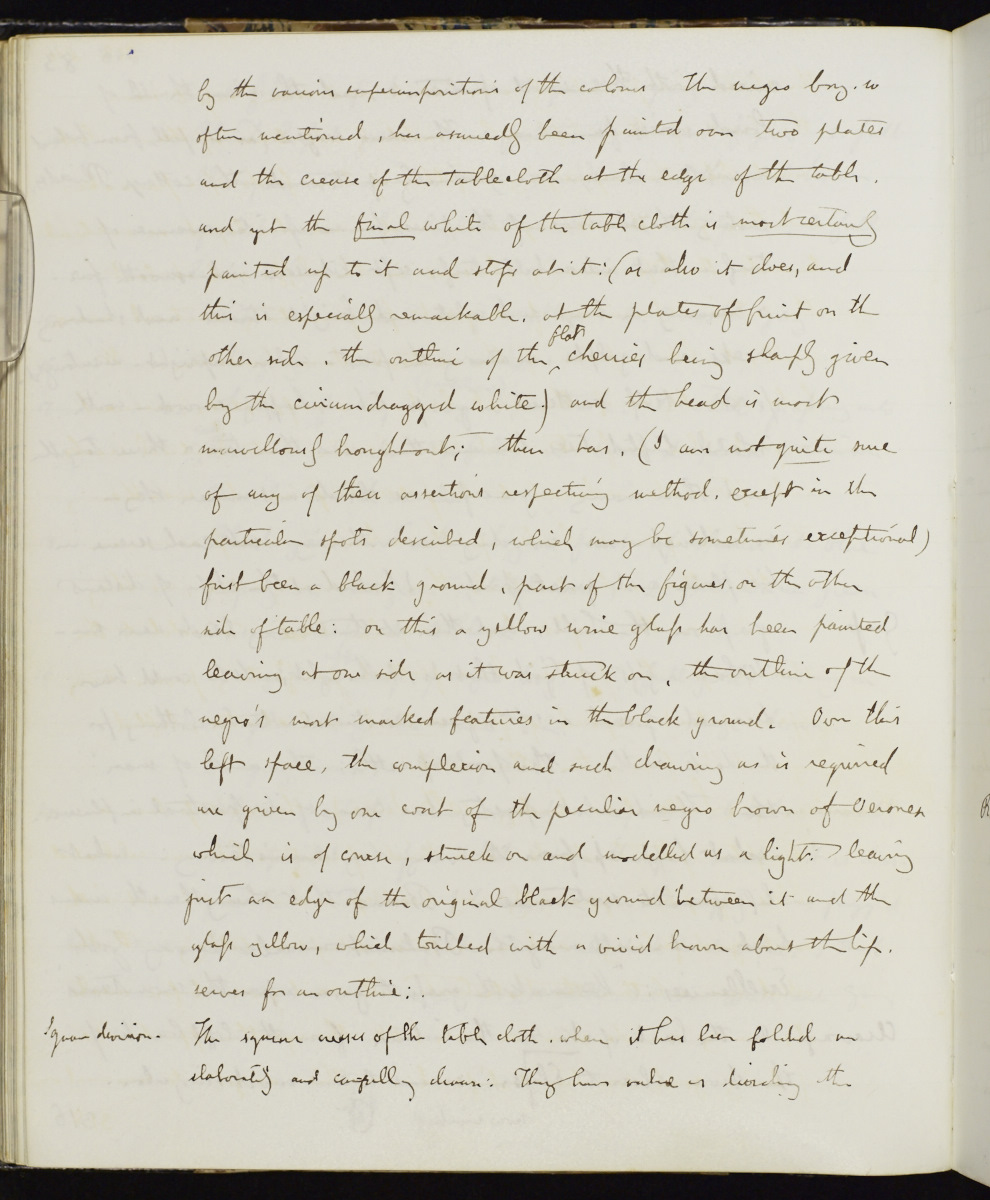 by the various superimpositions of the colours The negro boy. so
often mentioned, has assuredly been painted over two plates
and the crease of the tablecloth at the edge of the table.
and yet the final white of the table cloth is most certainly
painted up to it and stops at it: (as also it does, and
this is especially remarkable. at the plates of fruit on the
other side. the outline of the flat cherries being sharply given
by the circumdragged white.) and the head is most
marvellously brought out; there has. (I am not quite sure
of any of these assertions respecting method. except in the
particular spots described, which may be sometimes exceptional)
first been a black ground, part of the figures on the other
side of table: on this a yellow wine glass has been painted
leaving at one side as it was struck on, the outline of the
negro's most marked features in the black ground. Over this
left space, the complexion and such drawing as is required
are given by one coat of the peculiar negro brown of Veronese
which is of course, struck on and modelled as a light: leaving
just an edge of the original black ground between it and the
glass yellow, which touched with a vivid brown about the lip.
serves for an outline:.
Square division. The square creases of the table cloth. where it has been folded are
elaborately and carefully drawn: They have value as dividing the